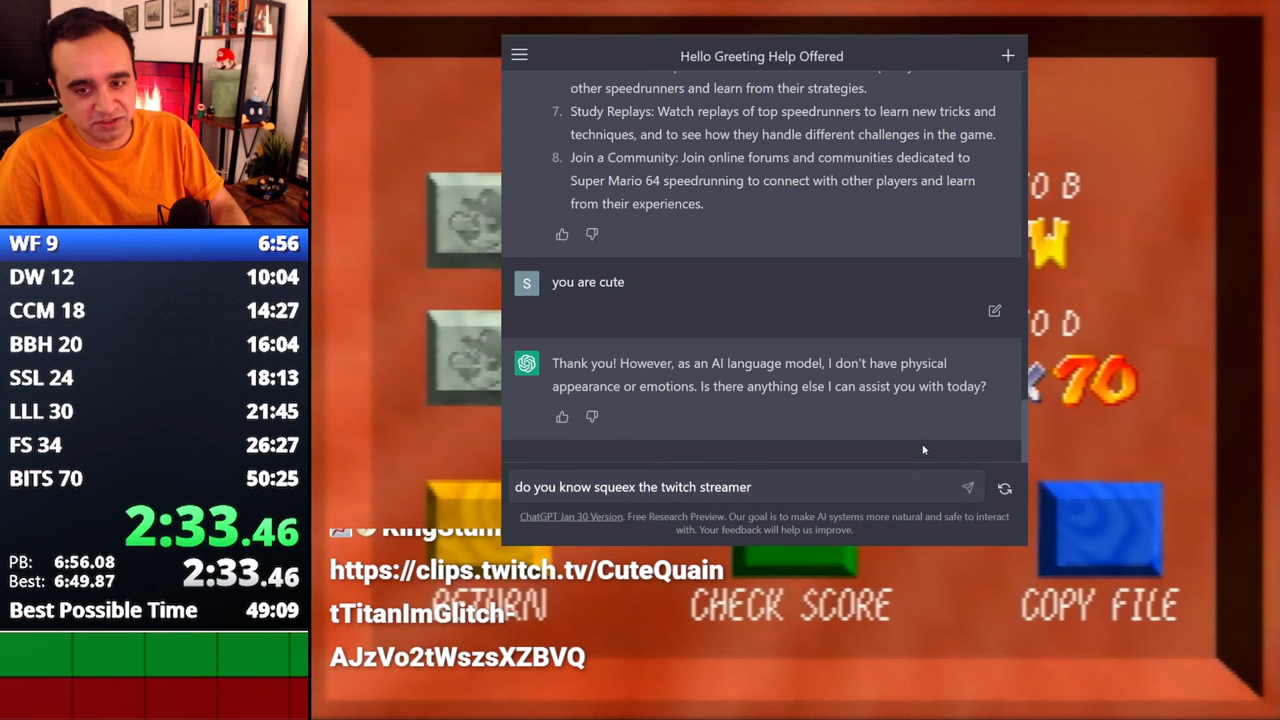 Hello Greeting Help Offered
other speedrunners and learn from their strategies.
7. Study Replays: Watch replays of top speedrunners to learn new tricks and
techniques, and to see how they handle different challenges in the game.
8. Join a Community: Join online forums and communities dedicated to
Super Mario 64 speedrunning to connect with other players and learn
from their experiences.
S
you are cute
Thank you! However, as an AI language model, I don't have physical
appearance or emotions. Is there anything else I can assist you with today?
do you know squeex the twitch streamer
ChatGPT Jan 30 Version. Free Research Preview. Our goal is to make AI systems more natural and safe to interact
with. Your feedback will help us improve.
WF 9 6:56
DW 12 10:04
CCM 18 14:27
BBH 20 16:04
SSL 24 18:13
LLL 30 21:45
FS 34 26:27
BITS 70 50:25
2:33.46
PB: 6:56.08
Best: 6:49.87
2:33.46
Best Possible Time 49:09
O B
W
O D
70
https://clips.twitch.tv/CuteQuain
tTitanImGlitch-
AJzVo2tWszsXZBVQ
RETURN
CHECK SCORE
COPY FILE